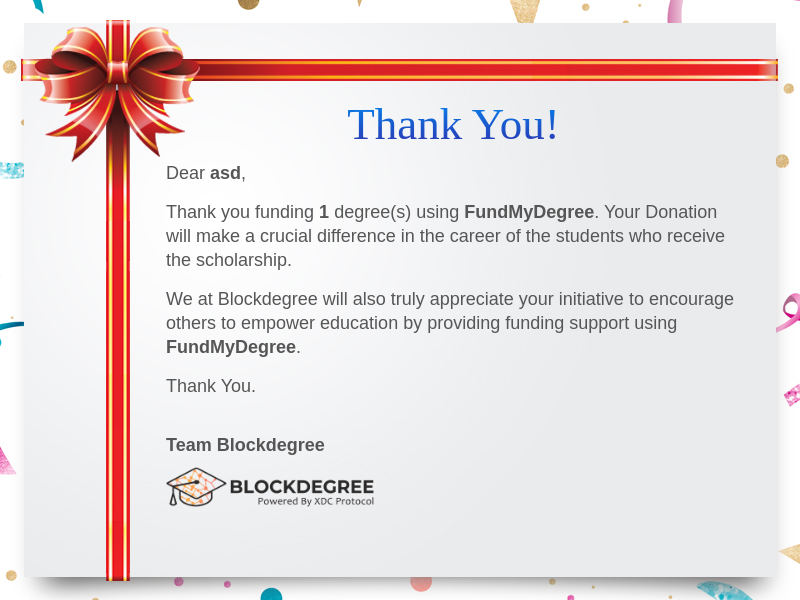 Thank You!
Dear asd,
Thank you funding 1 degree(s) using FundMyDegree. Your Donation
will make a crucial difference in the career of the students who receive
the scholarship.
We at Blockdegree will also truly appreciate your initiative to encourage
others to empower education by providing funding support using
FundMyDegree.
Thank You.
Team Blockdegree
BLOCKDEGREE
Powered By XDC Protocol